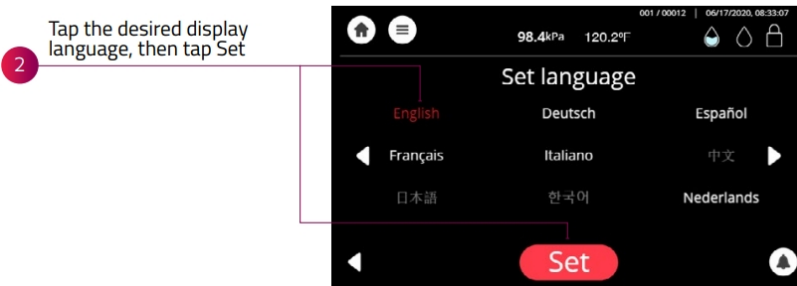 Tap the desired display
language, then tap Set
2
001 / 00012 | 06/17/2020, 08:33:07
98.4kPa 120.2°F
Set language
English Deutsch Español
Français Italiano 中文
日本語 한국어 Nederlands
Set